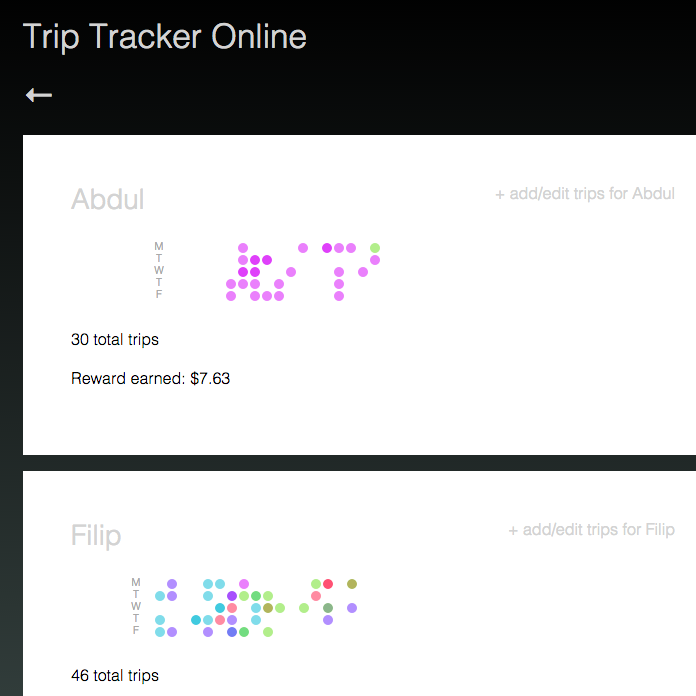 Trip Tracker Online
Abdul
+ add/edit trips for Abdul
M
T
W
T
F
30 total trips
Reward earned: $7.63
Filip
+ add/edit trips for Filip
M
T
W
T
F
46 total trips